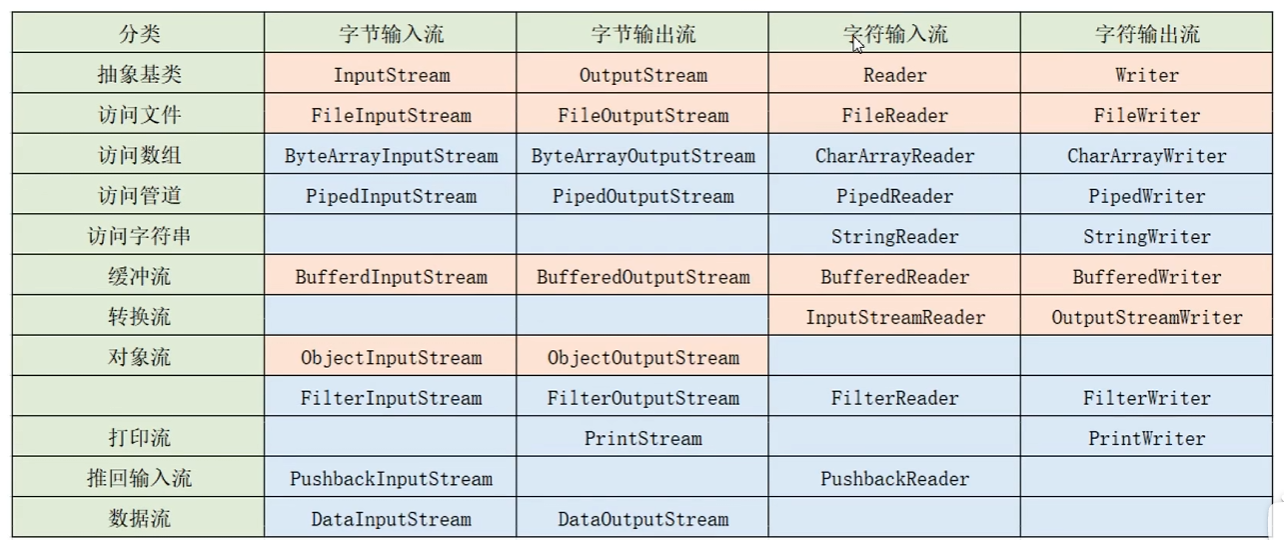 分类 字节输入流 字节输出流 字符输入流 字符输出流
抽象基类 InputStream OutputStream Reader Writer
访问文件 FileInputStream FileOutputStream FileReader FileWriter
访问数组 ByteArrayInputStream ByteArrayOutputStream CharArrayReader CharArrayWriter
访问管道 PipedInputStream PipedOutputStream PipedReader PipedWriter
访问字符串 StringReader StringWriter
缓冲流 BufferdInputStream BufferedOutputStream BufferedReader BufferedWriter
转换流 InputStreamReader OutputStreamWriter
对象流 ObjectInputStream ObjectOutputStream
FilterInputStream FilterOutputStream FilterReader FilterWriter
打印流 PrintStream PrintWriter
推回输入流 PushbackInputStream PushbackReader
数据流 DataInputStream DataOutputStream